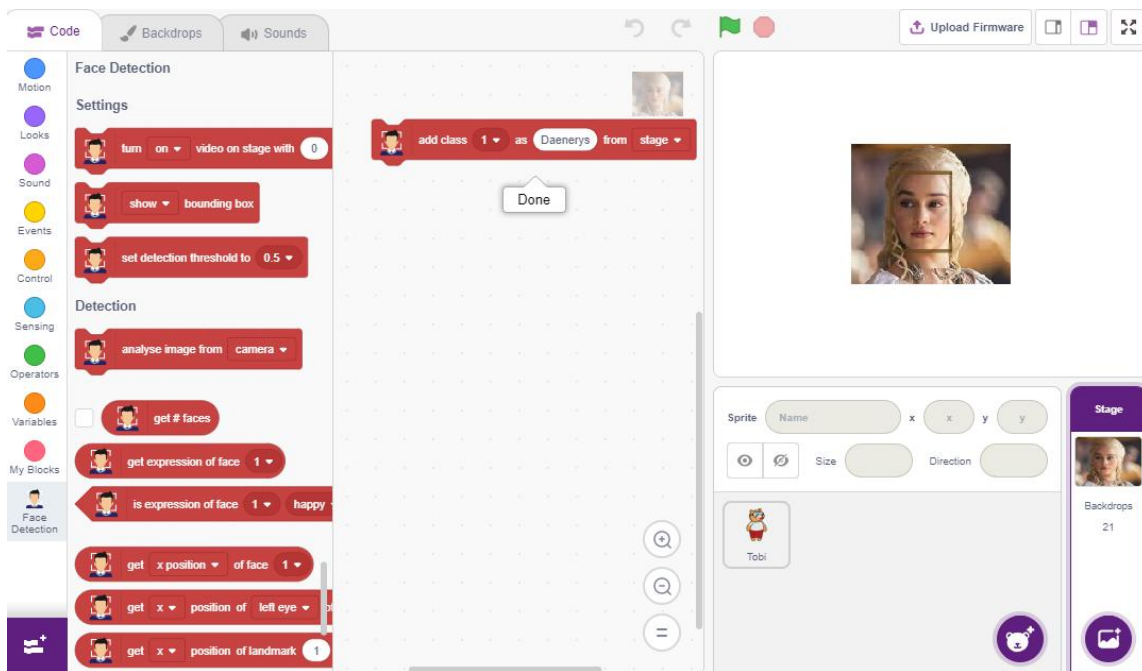 Code
Backdrops
Sounds
Upload Firmware
Motion
Looks
Sound
Events
Control
Sensing
Operators
Variables
My Blocks
Face
Detection
Face Detection
Settings
turn on video on stage with 0
show bounding box
set detection threshold to 0.5
Detection
analyse image from camera
get # faces
get expression of face 1
is expression of face 1 happy
get x position of face 1
get x position of left eye
get x position of landmark 1
add class 1 as Daenerys from stage
Done
Sprite Name x x y y
Size Direction
Tobi
Stage
Backdrops
21